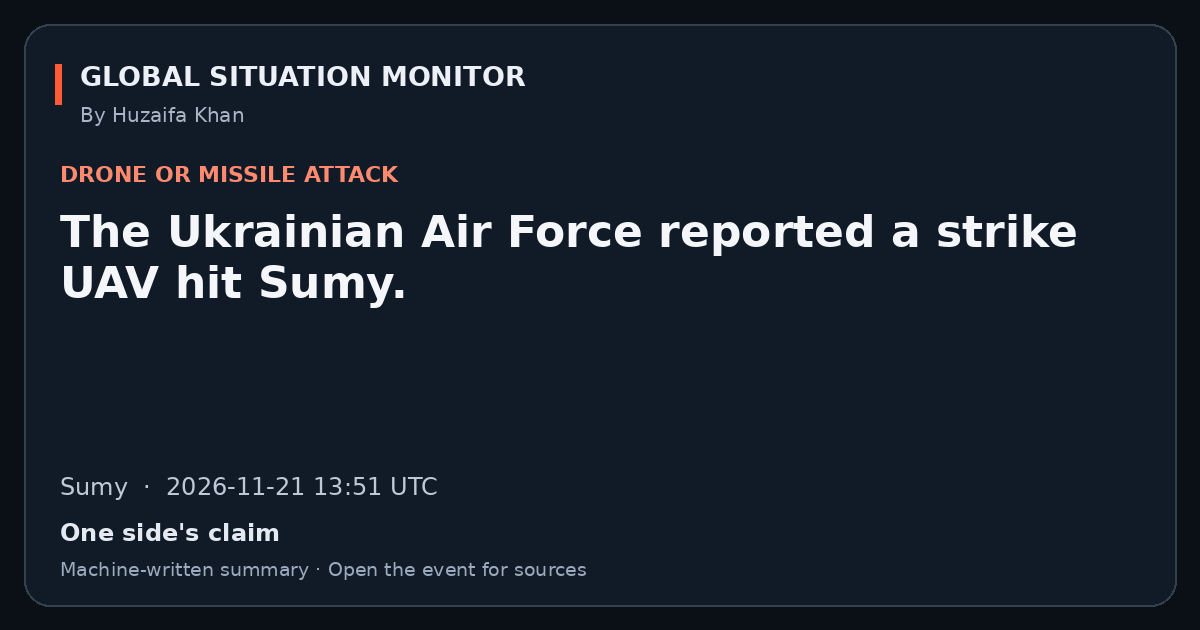 GLOBAL SITUATION MONITOR
By Huzaifa Khan
DRONE OR MISSILE ATTACK
The Ukrainian Air Force reported a strike
UAV hit Sumy.
Sumy · 2026-11-21 13:51 UTC
One side's claim
Machine-written summary · Open the event for sources